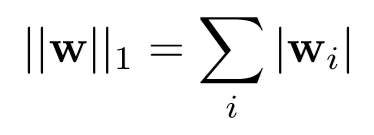 ||𝐰||₁ = ∑ᵢ |𝐰ᵢ|